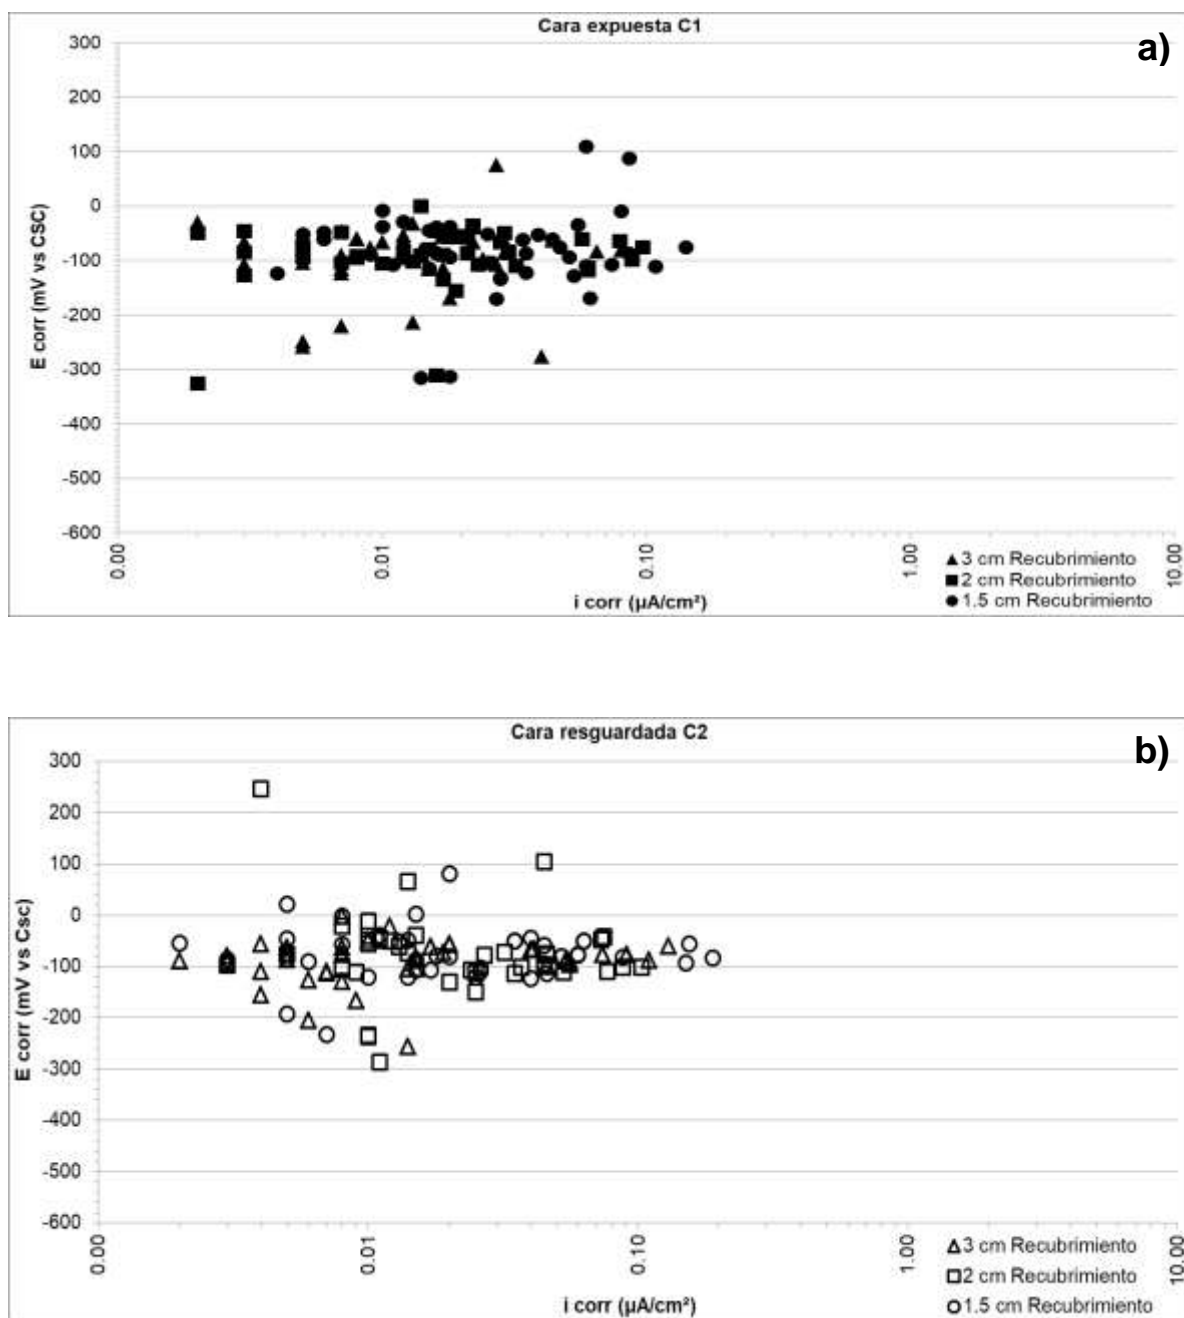 Cara expuesta C1
a)
300
200
100
0
-100
-200
-300
-400
-500
-600
E corr (mV vs CSC)
0.00
0.01
0.10
1.00
10.00
i corr (µA/cm²)
3 cm Recubrimiento
2 cm Recubrimiento
1.5 cm Recubrimiento
Cara resguardada C2
b)
300
200
100
0
-100
-200
-300
-400
-500
-600
E corr (mV vs Csc)
0.00
0.01
0.10
1.00
10.00
i corr (µA/cm²)
3 cm Recubrimiento
2 cm Recubrimiento
1.5 cm Recubrimiento